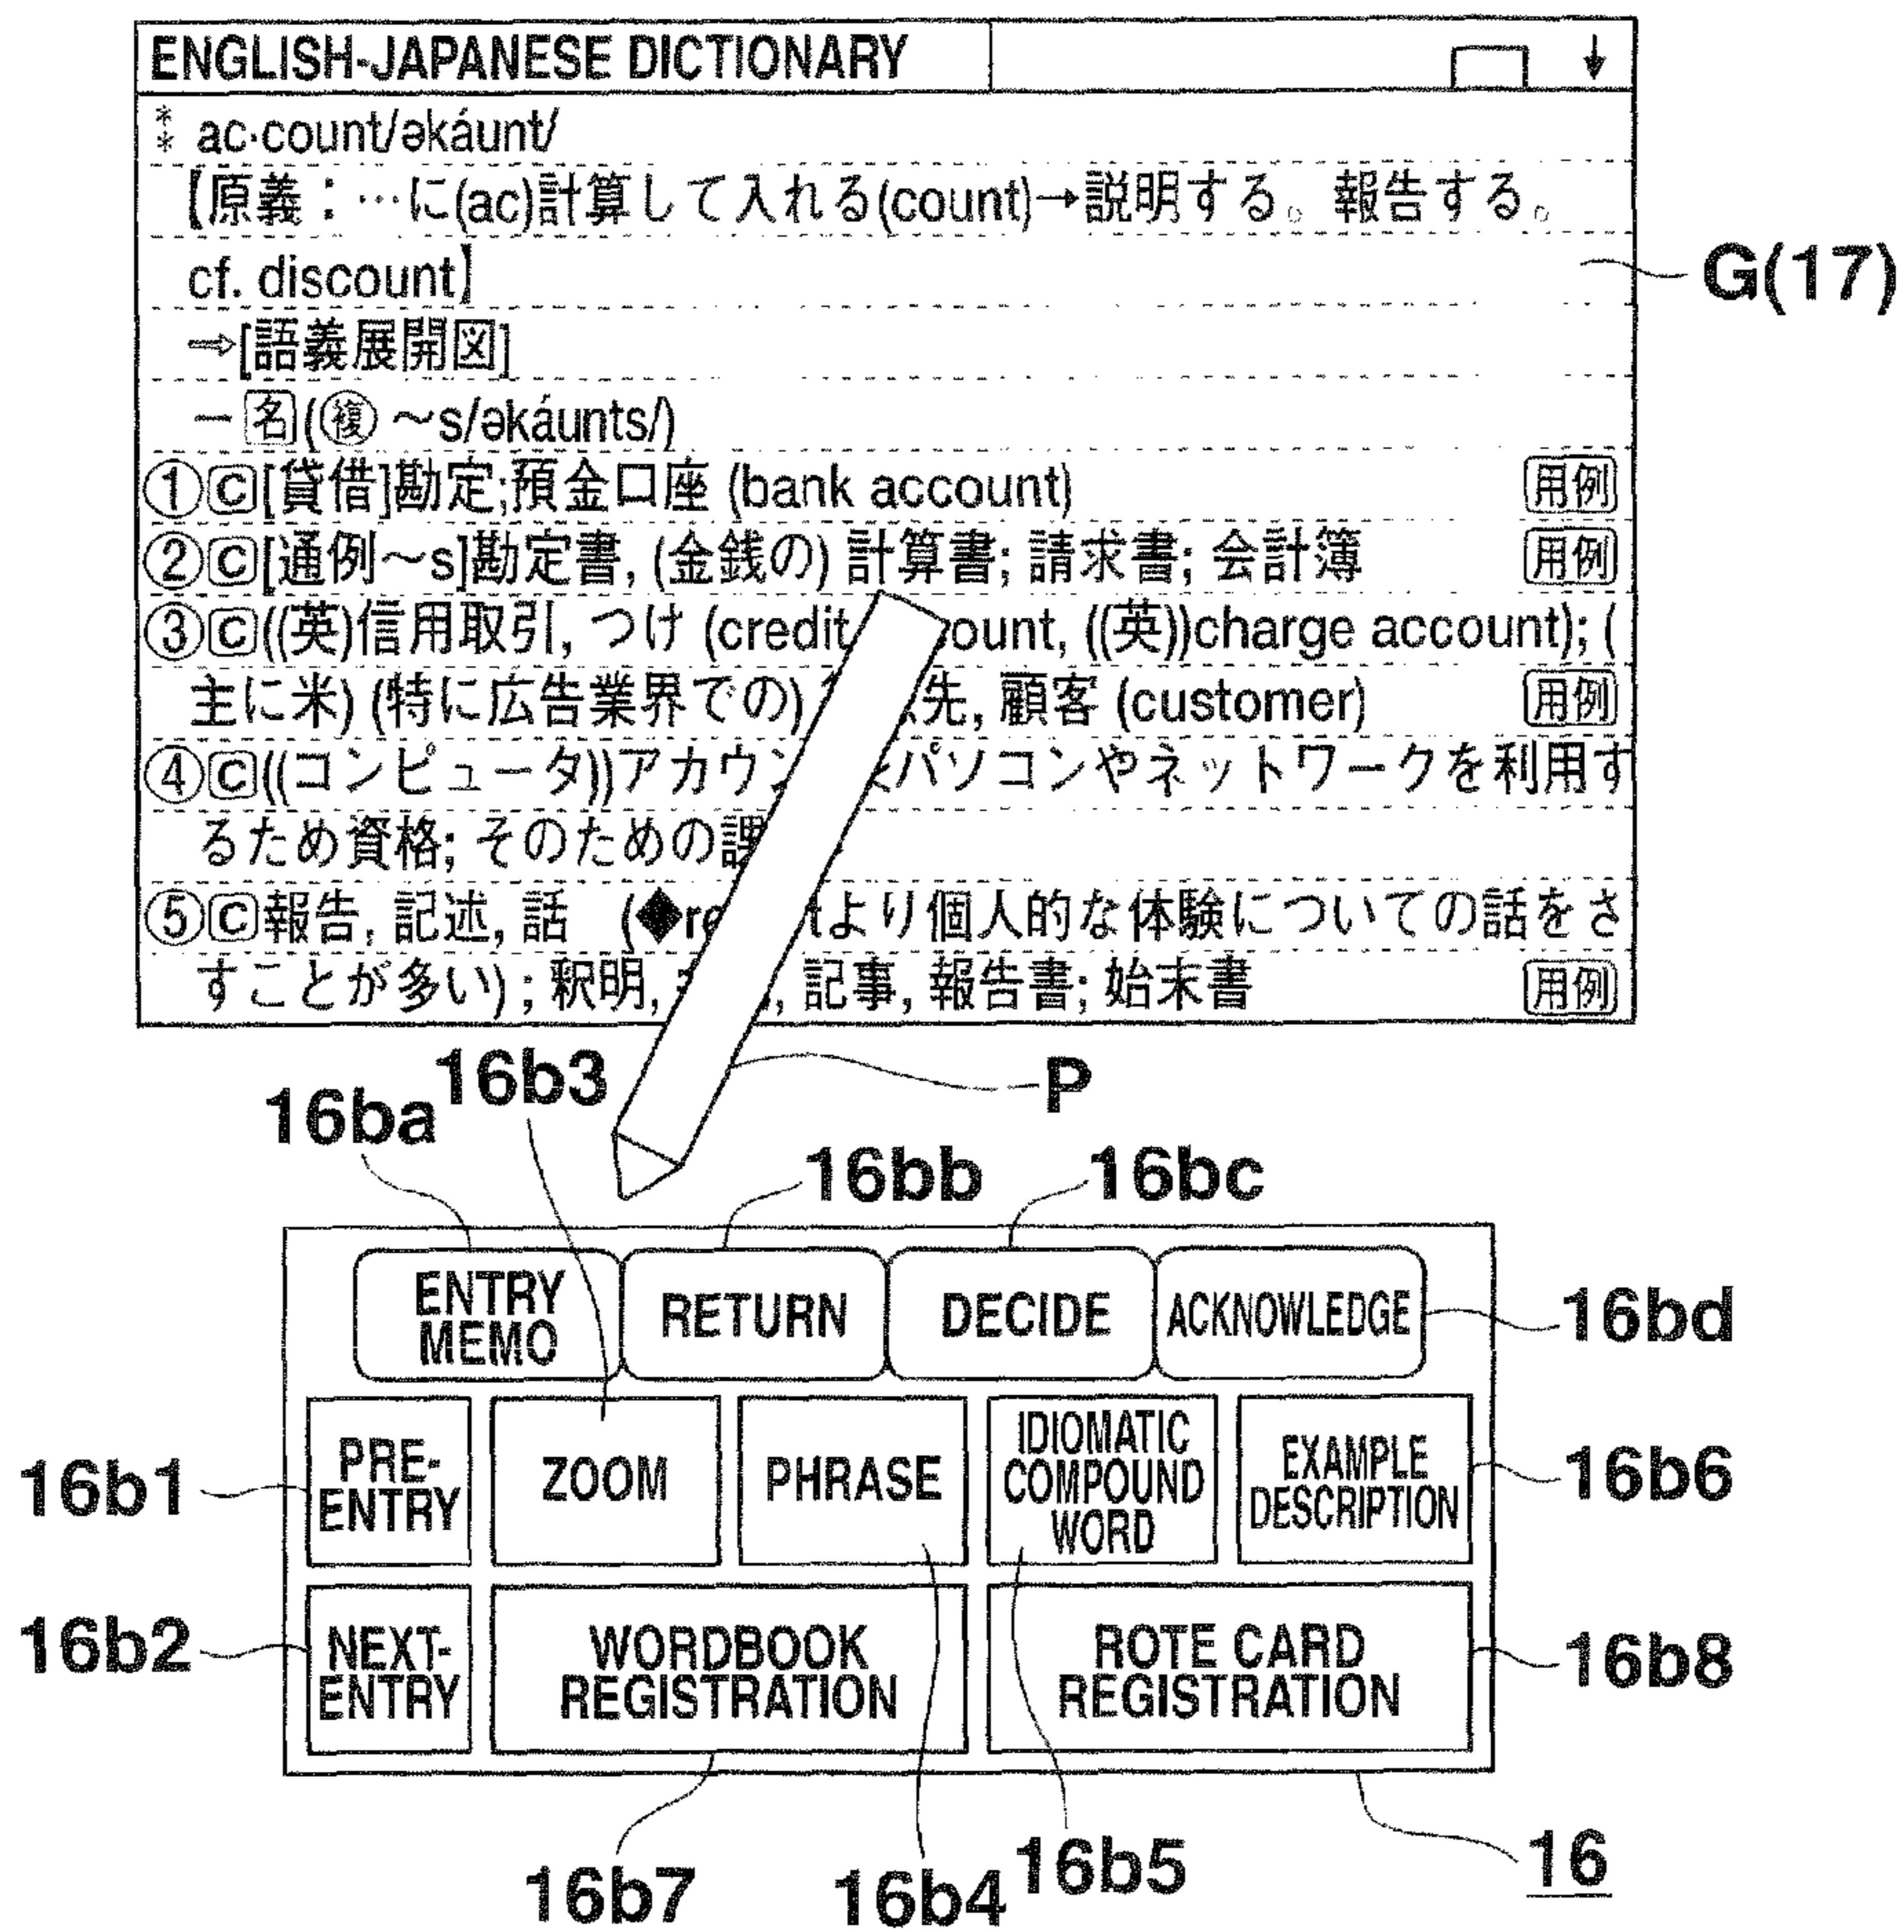 ENGLISH-JAPANESE DICTIONARY ↓
** ac·count/əkáunt/
【原義：…に(ac)計算して入れる(count)→説明する。報告する。
cf. discount】
⇒[語義展開図]
ー名(複 ～s/əkáunts/)
①C[貸借]勘定;預金口座 (bank account) 用例
②C[通例～s]勘定書, (金銭の) 計算書; 請求書; 会計簿 用例
③C((英)信用取引, つけ (credit ount, ((英))charge account); (
主に米) (特に広告業界での) 先, 顧客 (customer) 用例
④C((コンピュータ))アカウン パソコンやネットワークを利用す
るため資格; そのための課
⑤C報告, 記述, 話 (◆re より個人的な体験についての話をさ
すことが多い) ; 釈明, , 記事, 報告書; 始末書 用例
G(17)
P
16ba
16b3
16bb
16bc
ENTRY
MEMO
RETURN
DECIDE
ACKNOWLEDGE
16bd
16b1
PRE-
ENTRY
ZOOM
PHRASE
IDIOMATIC
COMPOUND
WORD
EXAMPLE
DESCRIPTION
16b6
16b2
NEXT-
ENTRY
WORDBOOK
REGISTRATION
ROTE CARD
REGISTRATION
16b8
16b7
16b4
16b5
16